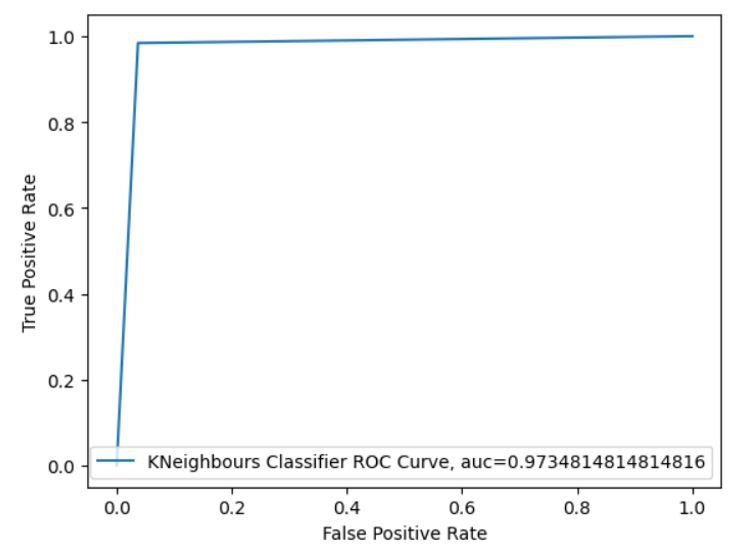 1.0
0.8
0.6
0.4
0.2
0.0
True Positive Rate
KNeighbours Classifier ROC Curve, auc=0.9734814814814816
0.0 0.2 0.4 0.6 0.8 1.0
False Positive Rate